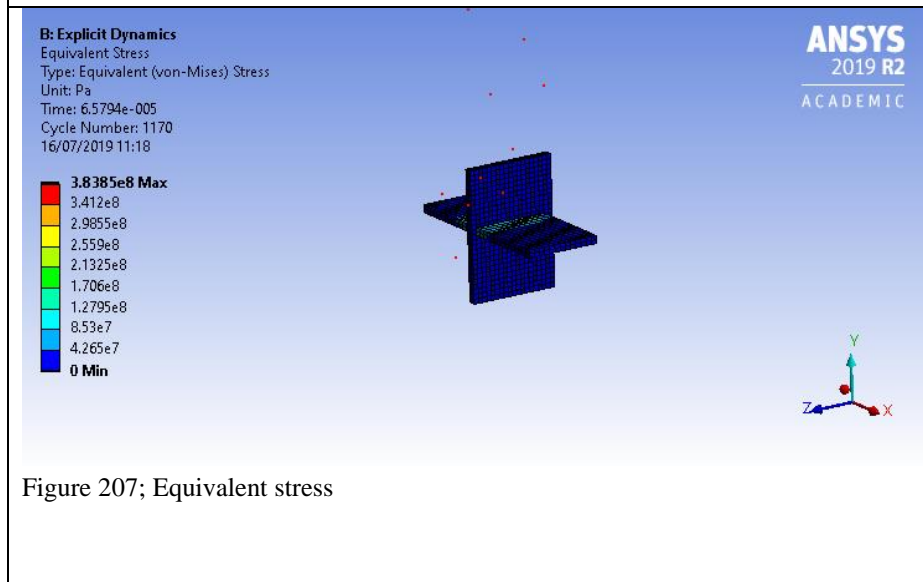 B: Explicit Dynamics
Equivalent Stress
Type: Equivalent (von-Mises) Stress
Unit: Pa
Time: 6.5794e-005
Cycle Number: 1170
16/07/2019 11:18
3.8385e8 Max
3.412e8
2.9855e8
2.559e8
2.1325e8
1.706e8
1.2795e8
8.53e7
4.265e7
0 Min
ANSYS
2019 R2
ACADEMIC
Y
Z
X
Figure 207; Equivalent stress